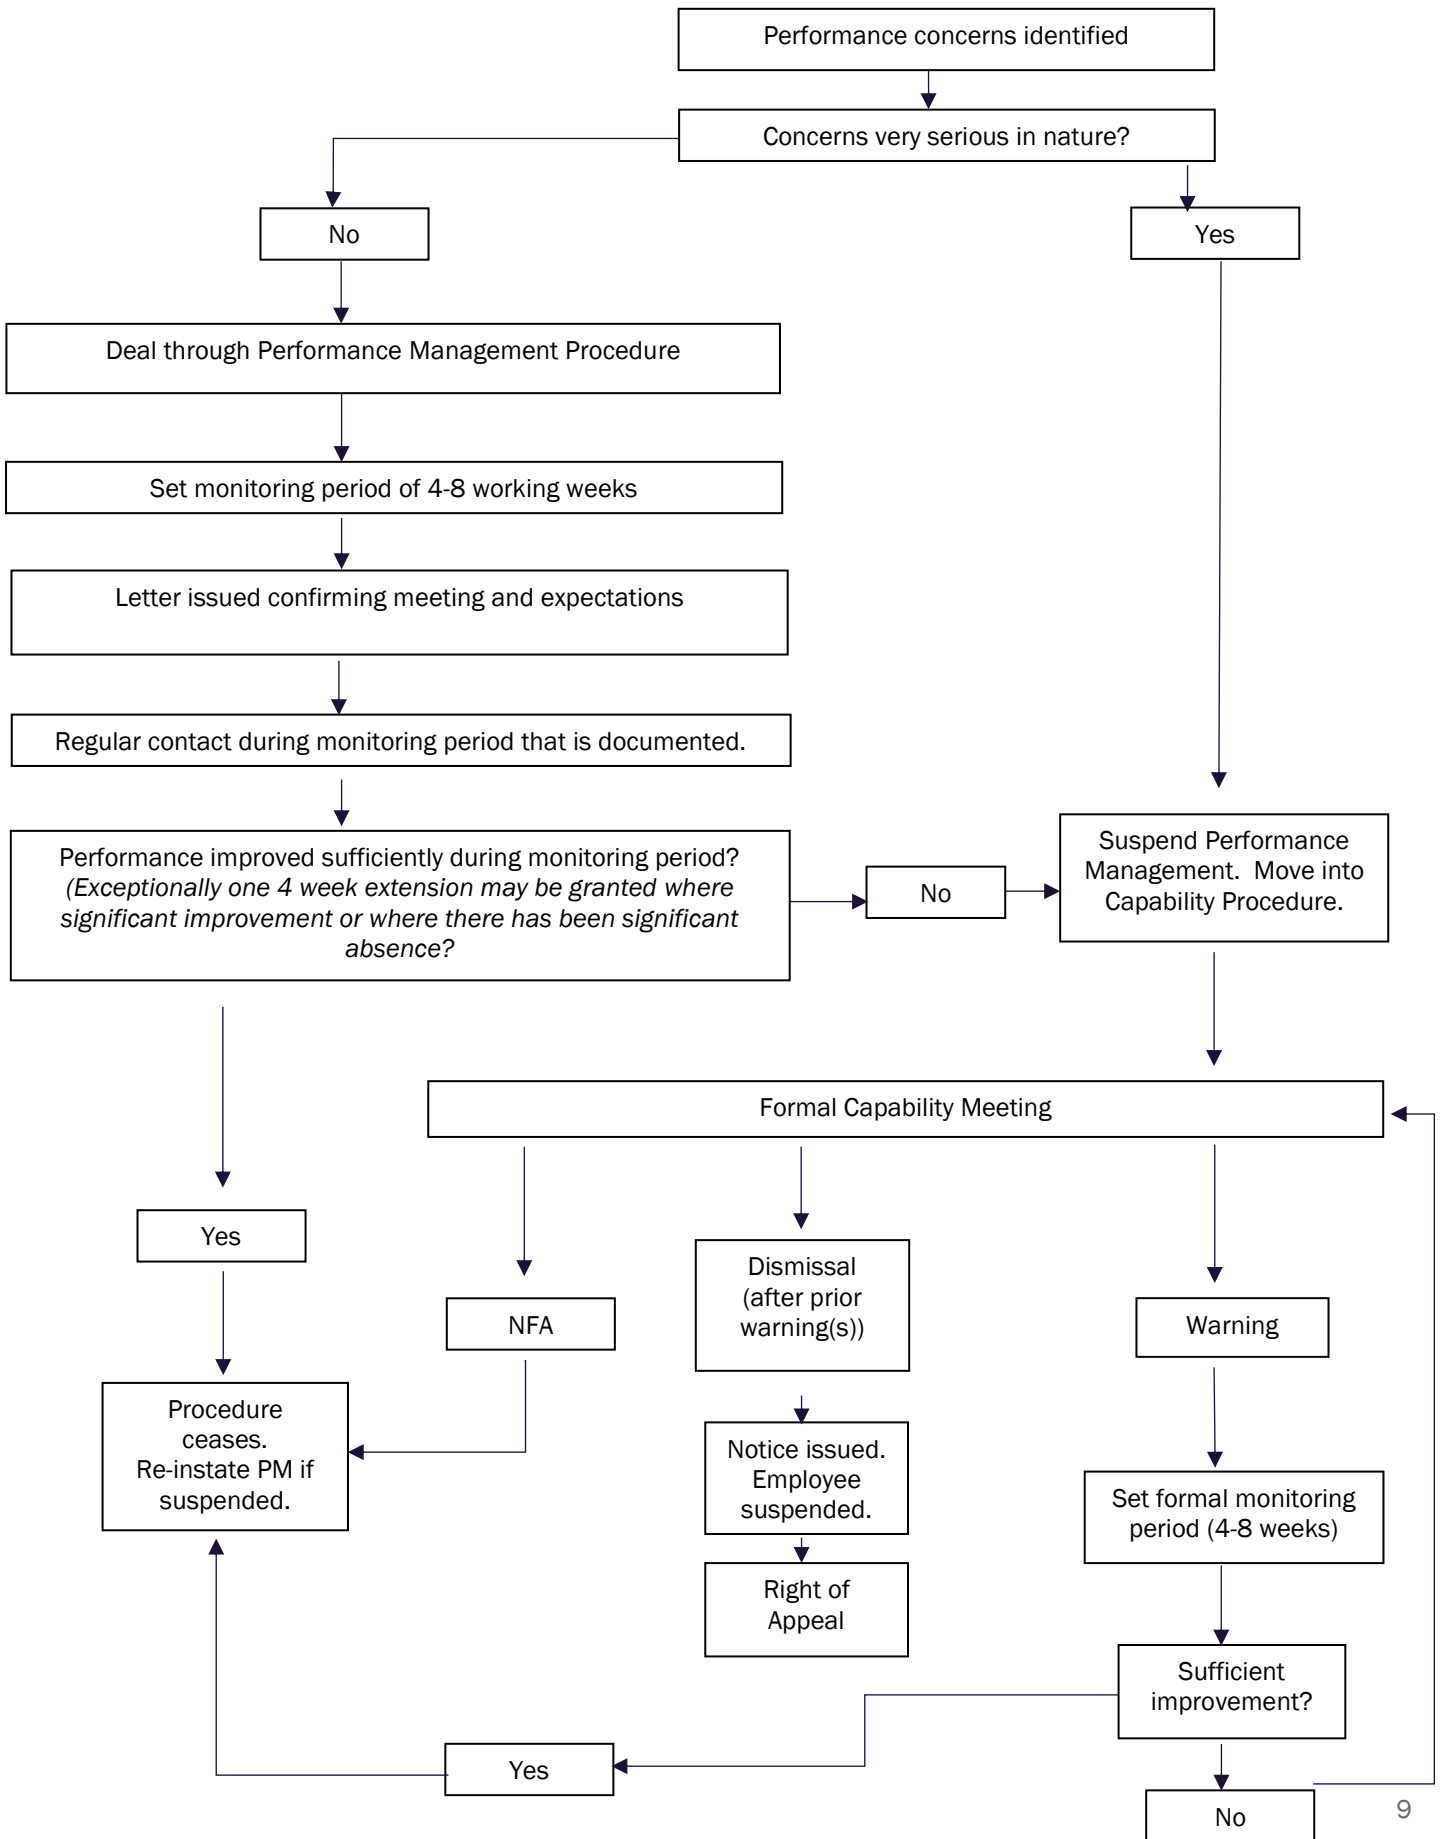 Performance concerns identified
Concerns very serious in nature?
No
Yes
Deal through Performance Management Procedure
Set monitoring period of 4-8 working weeks
Letter issued confirming meeting and expectations
Regular contact during monitoring period that is documented.
Performance improved sufficiently during monitoring period?
(Exceptionally one 4 week extension may be granted where
significant improvement or where there has been significant
absence?
No
Suspend Performance
Management.  Move into
Capability Procedure.
Formal Capability Meeting
Yes
NFA
Dismissal
(after prior
warning(s))
Warning
Procedure
ceases.
Re-instate PM if
suspended.
Notice issued.
Employee
suspended.
Set formal monitoring
period (4-8 weeks)
Right of
Appeal
Sufficient
improvement?
Yes
No
9